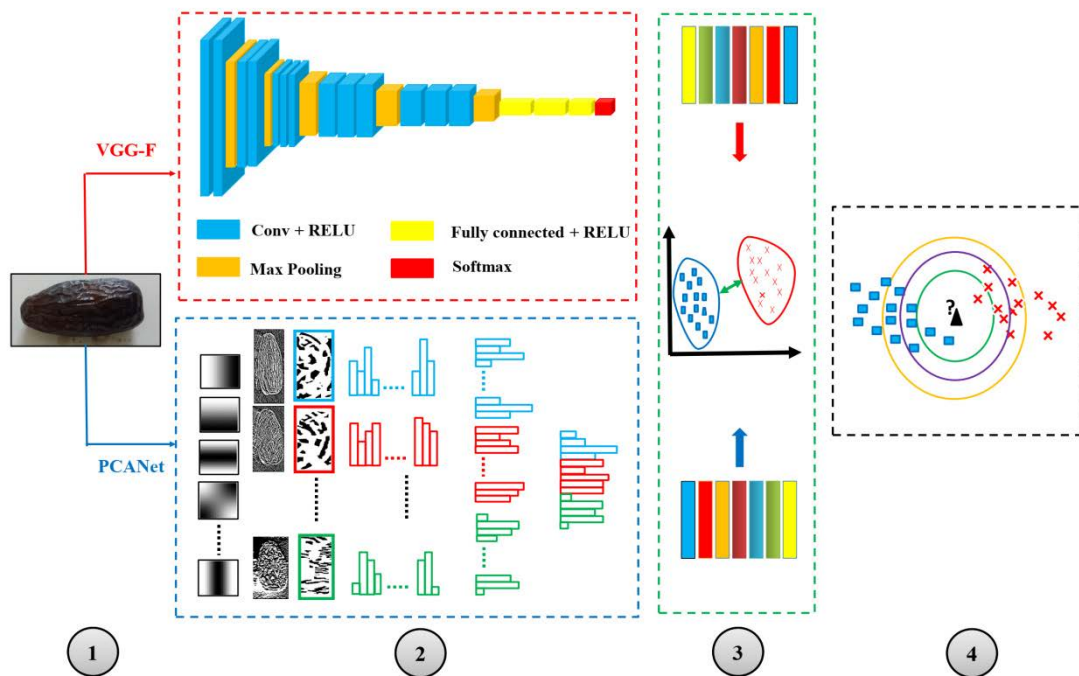 VGG-F
Conv + RELU
Fully connected + RELU
Max Pooling
Softmax
PCANet
?
1
2
3
4